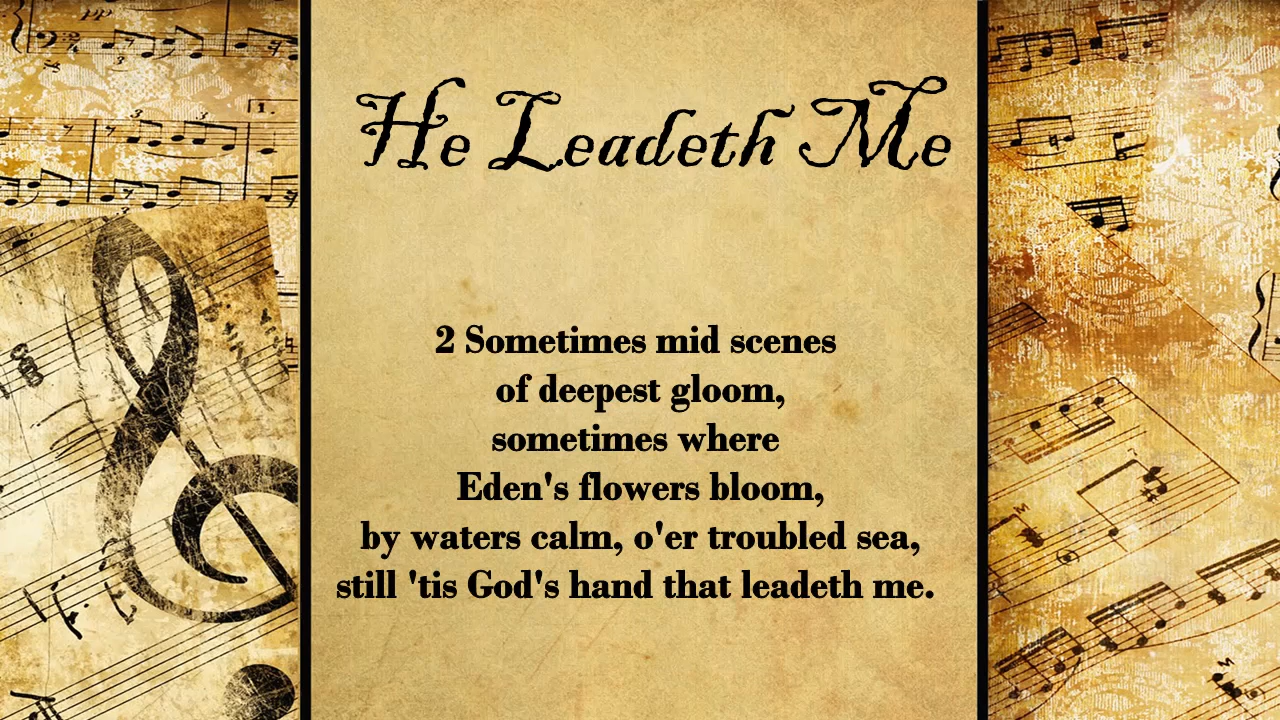 He Leadeth Me
2 Sometimes mid scenes
of deepest gloom,
sometimes where
Eden's flowers bloom,
by waters calm, o'er troubled sea,
still 'tis God's hand that leadeth me.